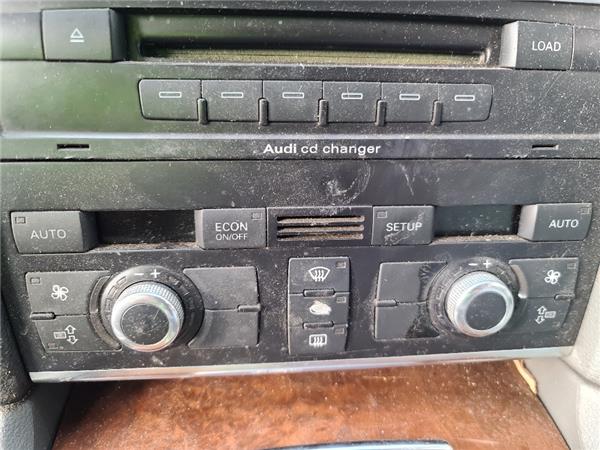 LOAD
Audi cd changer
AUTO
ECON
ON/OFF
SETUP
AUTO